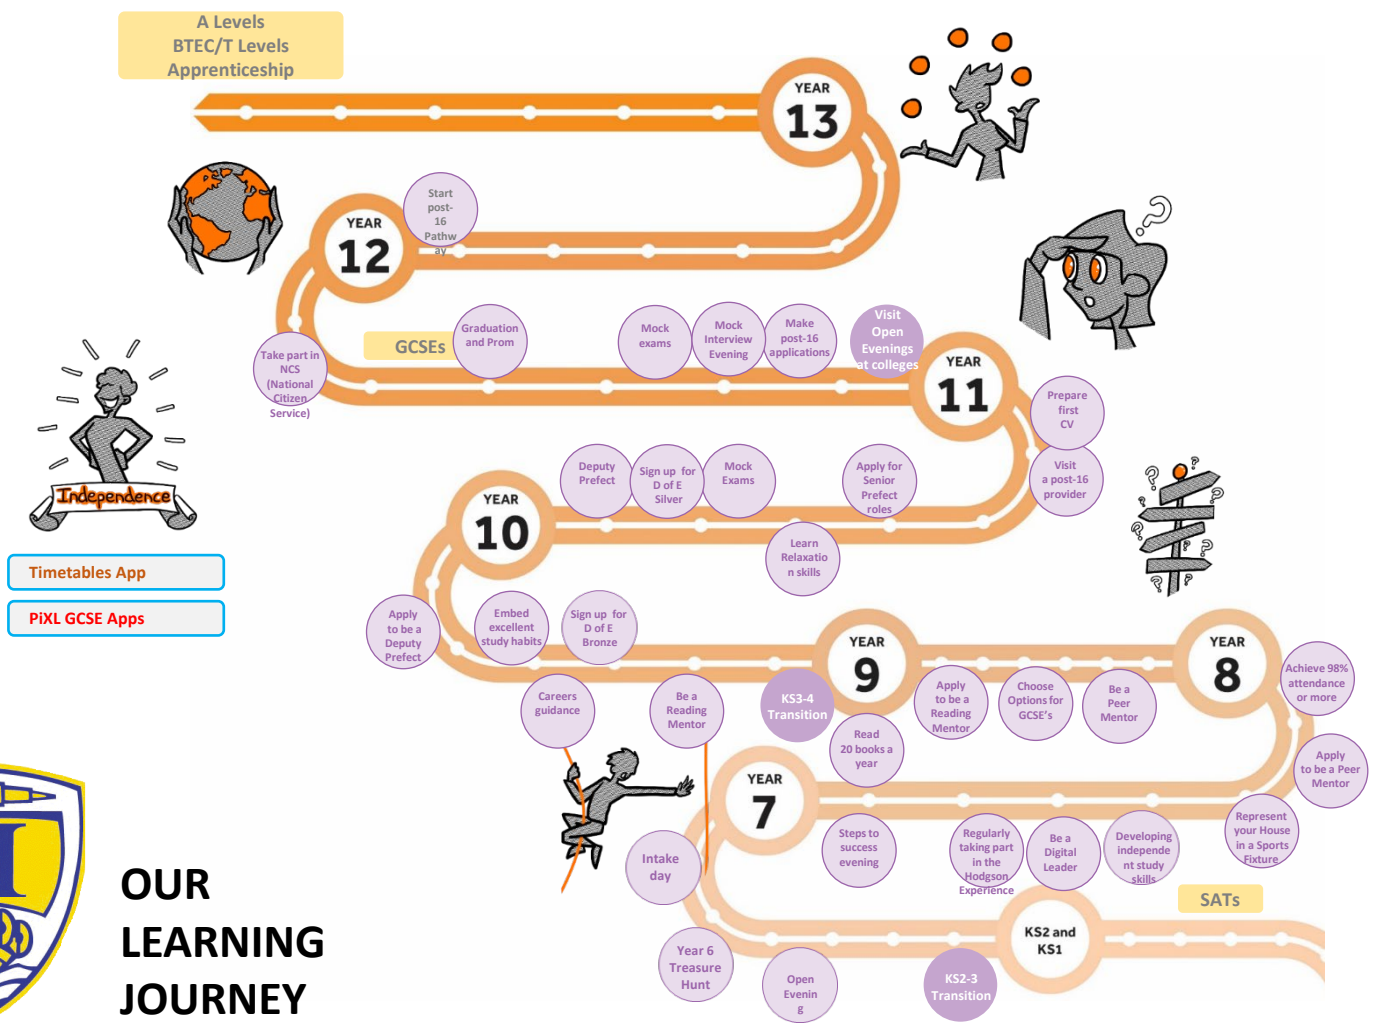 A Levels
BTEC/T Levels
Apprenticeship
YEAR
13
YEAR
12
Start
post-
16
Pathw
ay
Take part in
NCS
(National
Citizen
Service)
GCSEs
Graduation
and Prom
Mock
exams
Mock
Interview
Evening
Make
post-16
applications
Visit
Open
Evenings
at colleges
YEAR
11
Prepare
first
CV
Visit
a post-16
provider
Independence
Timetables App
PiXL GCSE Apps
YEAR
10
Deputy
Prefect
Sign up  for
D of E
Silver
Mock
Exams
Apply for
Senior
Prefect
roles
Learn
Relaxatio
n skills
Apply
to be a
Deputy
Prefect
Embed
excellent
study habits
Sign up  for
D of E
Bronze
Careers
guidance
Be a
Reading
Mentor
KS3-4
Transition
YEAR
9
Read
20 books a
year
Apply
to be a
Reading
Mentor
Choose
Options for
GCSE's
Be a
Peer
Mentor
YEAR
8
Achieve 98%
attendance
or more
Apply
to be a Peer
Mentor
Represent
your House
in a Sports
Fixture
YEAR
7
Steps to
success
evening
Regularly
taking part
in the
Hodgson
Experience
Be a
Digital
Leader
Developing
independe
nt study
skills
Intake
day
Year 6
Treasure
Hunt
Open
Evenin
g
KS2-3
Transition
KS2 and
KS1
SATs
OUR
LEARNING
JOURNEY